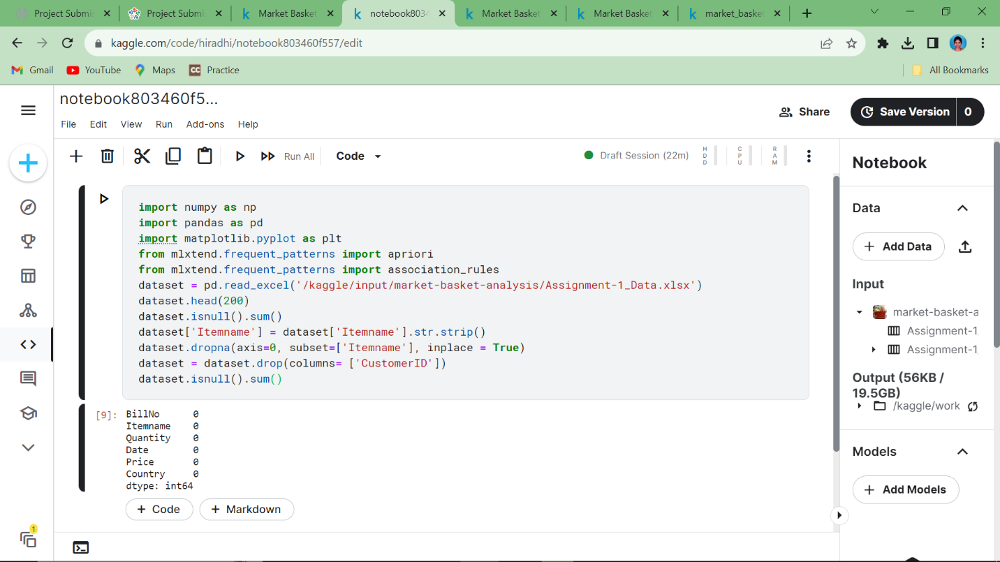 Project Submi
Project Submi
Market Basket
notebook803
Market Basket
Market Basket
market_basket
kaggle.com/code/hiradhi/notebook803460f557/edit
Gmail
YouTube
Maps
CC
Practice
All Bookmarks
notebook803460f5...
File Edit View Run Add-ons Help
Share
Save Version 0
Run All
Code
Draft Session (22m)
HDD
CPU
RAM
import numpy as np
import pandas as pd
import matplotlib.pyplot as plt
from mlxtend.frequent_patterns import apriori
from mlxtend.frequent_patterns import association_rules
dataset = pd.read_excel('/kaggle/input/market-basket-analysis/Assignment-1_Data.xlsx')
dataset.head(200)
dataset.isnull().sum()
dataset['Itemname'] = dataset['Itemname'].str.strip()
dataset.dropna(axis=0, subset=['Itemname'], inplace = True)
dataset = dataset.drop(columns= ['CustomerID'])
dataset.isnull().sum()
[9]:
BillNo 0
Itemname 0
Quantity 0
Date 0
Price 0
Country 0
dtype: int64
+ Code
+ Markdown
Notebook
Data
+ Add Data
Input
market-basket-a
Assignment-1
Assignment-1
Output (56KB /
19.5GB)
/kaggle/work
Models
+ Add Models
1